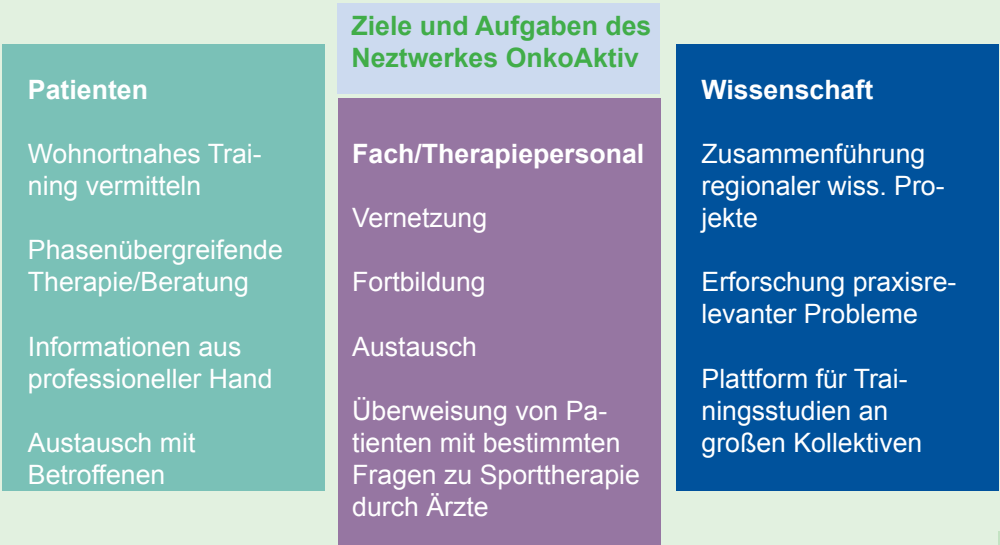 Ziele und Aufgaben des
Neztwerkes OnkoAktiv
Patienten
Wohnortnahes Trai-
ning vermitteln
Phasenübergreifende
Therapie/Beratung
Informationen aus
professioneller Hand
Austausch mit
Betroffenen
Fach/Therapiepersonal
Vernetzung
Fortbildung
Austausch
Überweisung von Pa-
tienten mit bestimmten
Fragen zu Sporttherapie
durch Ärzte
Wissenschaft
Zusammenführung
regionaler wiss. Pro-
jekte
Erforschung praxisre-
levanter Probleme
Plattform für Trai-
ningsstudien an
großen Kollektiven